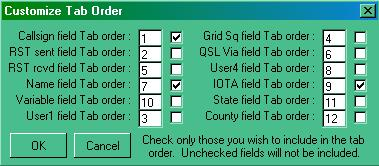 Customize Tab Order
Callsign field Tab order : 1
Grid Sq field Tab order : 4
RST sent field Tab order : 2
QSL Via field Tab order : 6
RST rcvd field Tab order : 5
User4 field Tab order : 8
Name field Tab order : 7
IOTA field Tab order : 9
Variable field Tab order : 10
State field Tab order : 11
User1 field Tab order : 3
County field Tab order : 12
OK
Cancel
Check only those you wish to include in the tab
order. Unchecked fields will not be included.